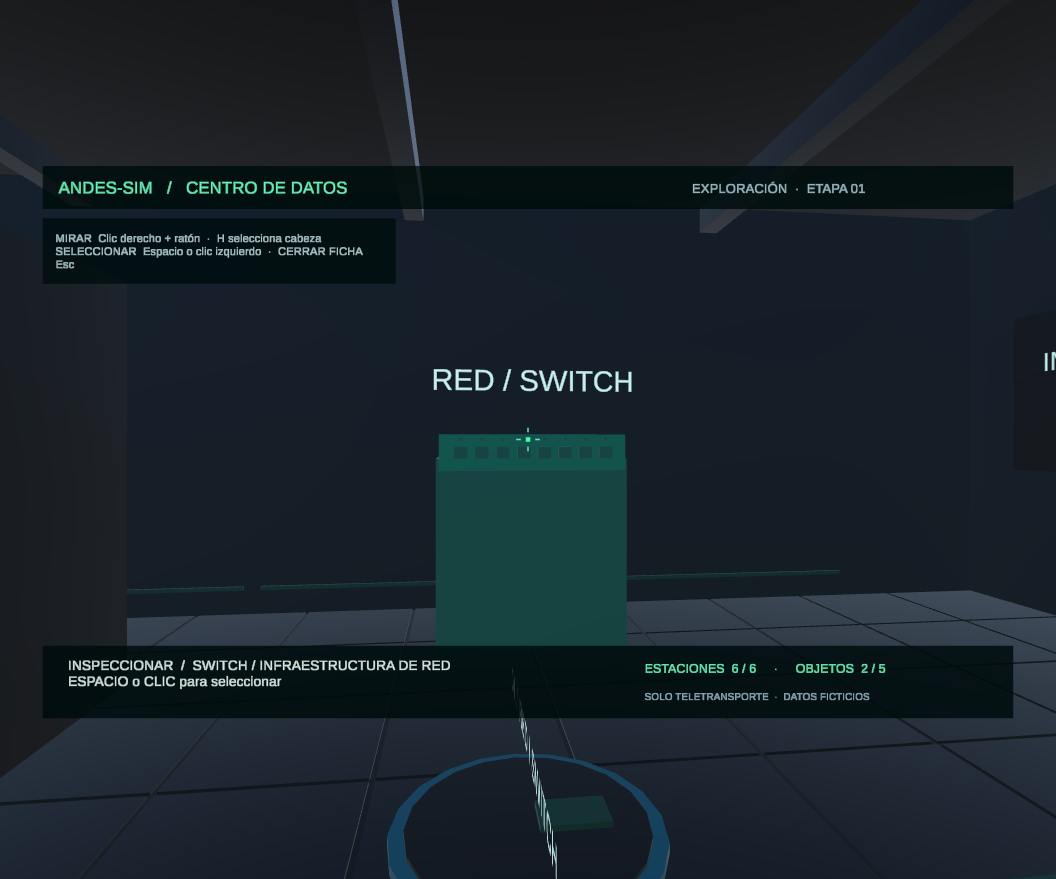 ANDES-SIM / CENTRO DE DATOS
EXPLORACIÓN · ETAPA 01
MIRAR Clic derecho + ratón · H selecciona cabeza
SELECCIONAR Espacio o clic izquierdo · CERRAR FICHA
Esc
RED / SWITCH
INSPECCIONAR / SWITCH / INFRAESTRUCTURA DE RED
ESPACIO o CLIC para seleccionar
ESTACIONES 6 / 6 · OBJETOS 2 / 5
SOLO TELETRANSPORTE · DATOS FICTICIOS